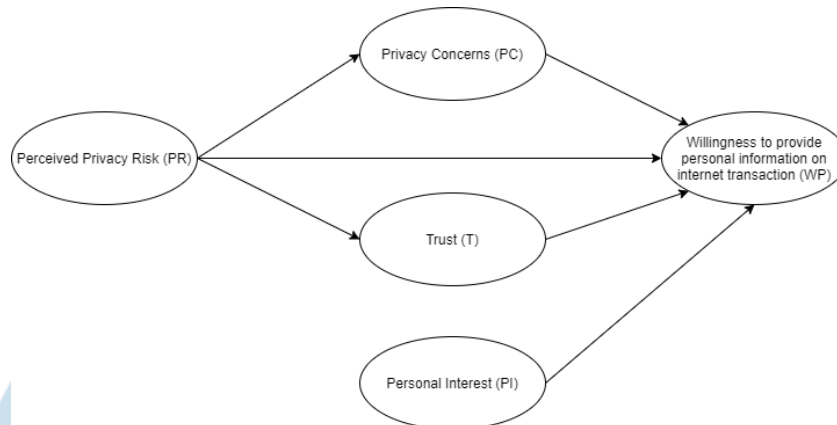 Privacy Concerns (PC)
Perceived Privacy Risk (PR)
Willingness to provide
personal information on
internet transaction (WP)
Trust (T)
Personal Interest (PI)